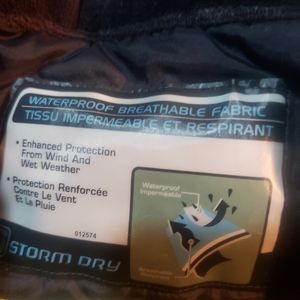 WATERPROOF BREATHABLE FABRIC
TISSU IMPERMEABLE ET RESPIRANT
• Enhanced Protection
From Wind And
Wet Weather
• Protection Renforcée
Contre Le Vent
Et La Pluie
012574
Waterproof
Imperméable
Breathable
STORM DRY